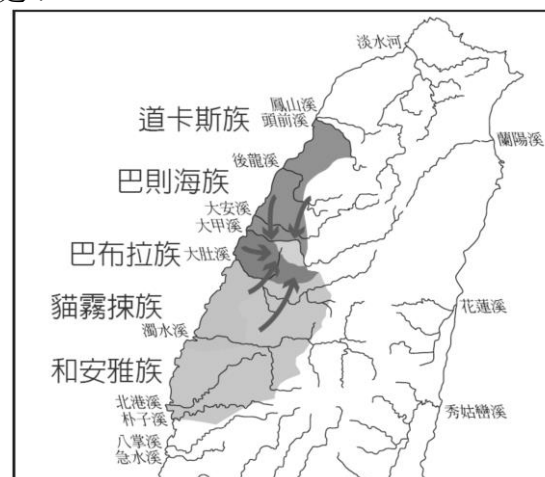 淡水河
鳳山溪
頭前溪
道卡斯族
蘭陽溪
後龍溪
巴則海族
大安溪
大甲溪
巴布拉族
大肚溪
貓霧捒族
花蓮溪
濁水溪
和安雅族
北港溪
朴子溪
秀姑巒溪
八掌溪
急水溪